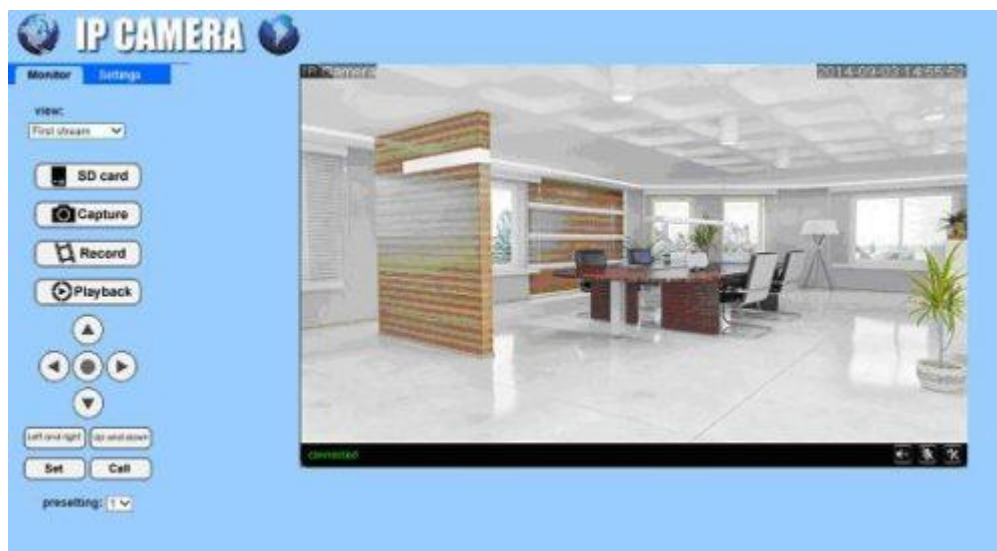 IP CAMERA
Monitor Settings
view:
First stream
SD card
Capture
Record
Playback
Left and right Up and down
Set Call
presetting: 1
IP Camera 2014-09-03 14:55:52
connected